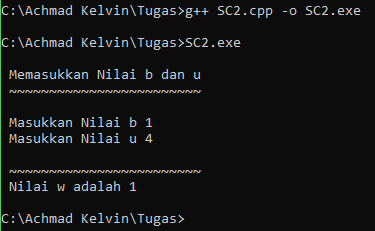 C:\Achmad Kelvin\Tugas>g++ SC2.cpp -o SC2.exe
C:\Achmad Kelvin\Tugas>SC2.exe
Memasukkan Nilai b dan u
~~~~~~~~~~~~~~~~~~~~~~~~
Masukkan Nilai b 1
Masukkan Nilai u 4
~~~~~~~~~~~~~~~~~~~~~~~~
Nilai w adalah 1
C:\Achmad Kelvin\Tugas>